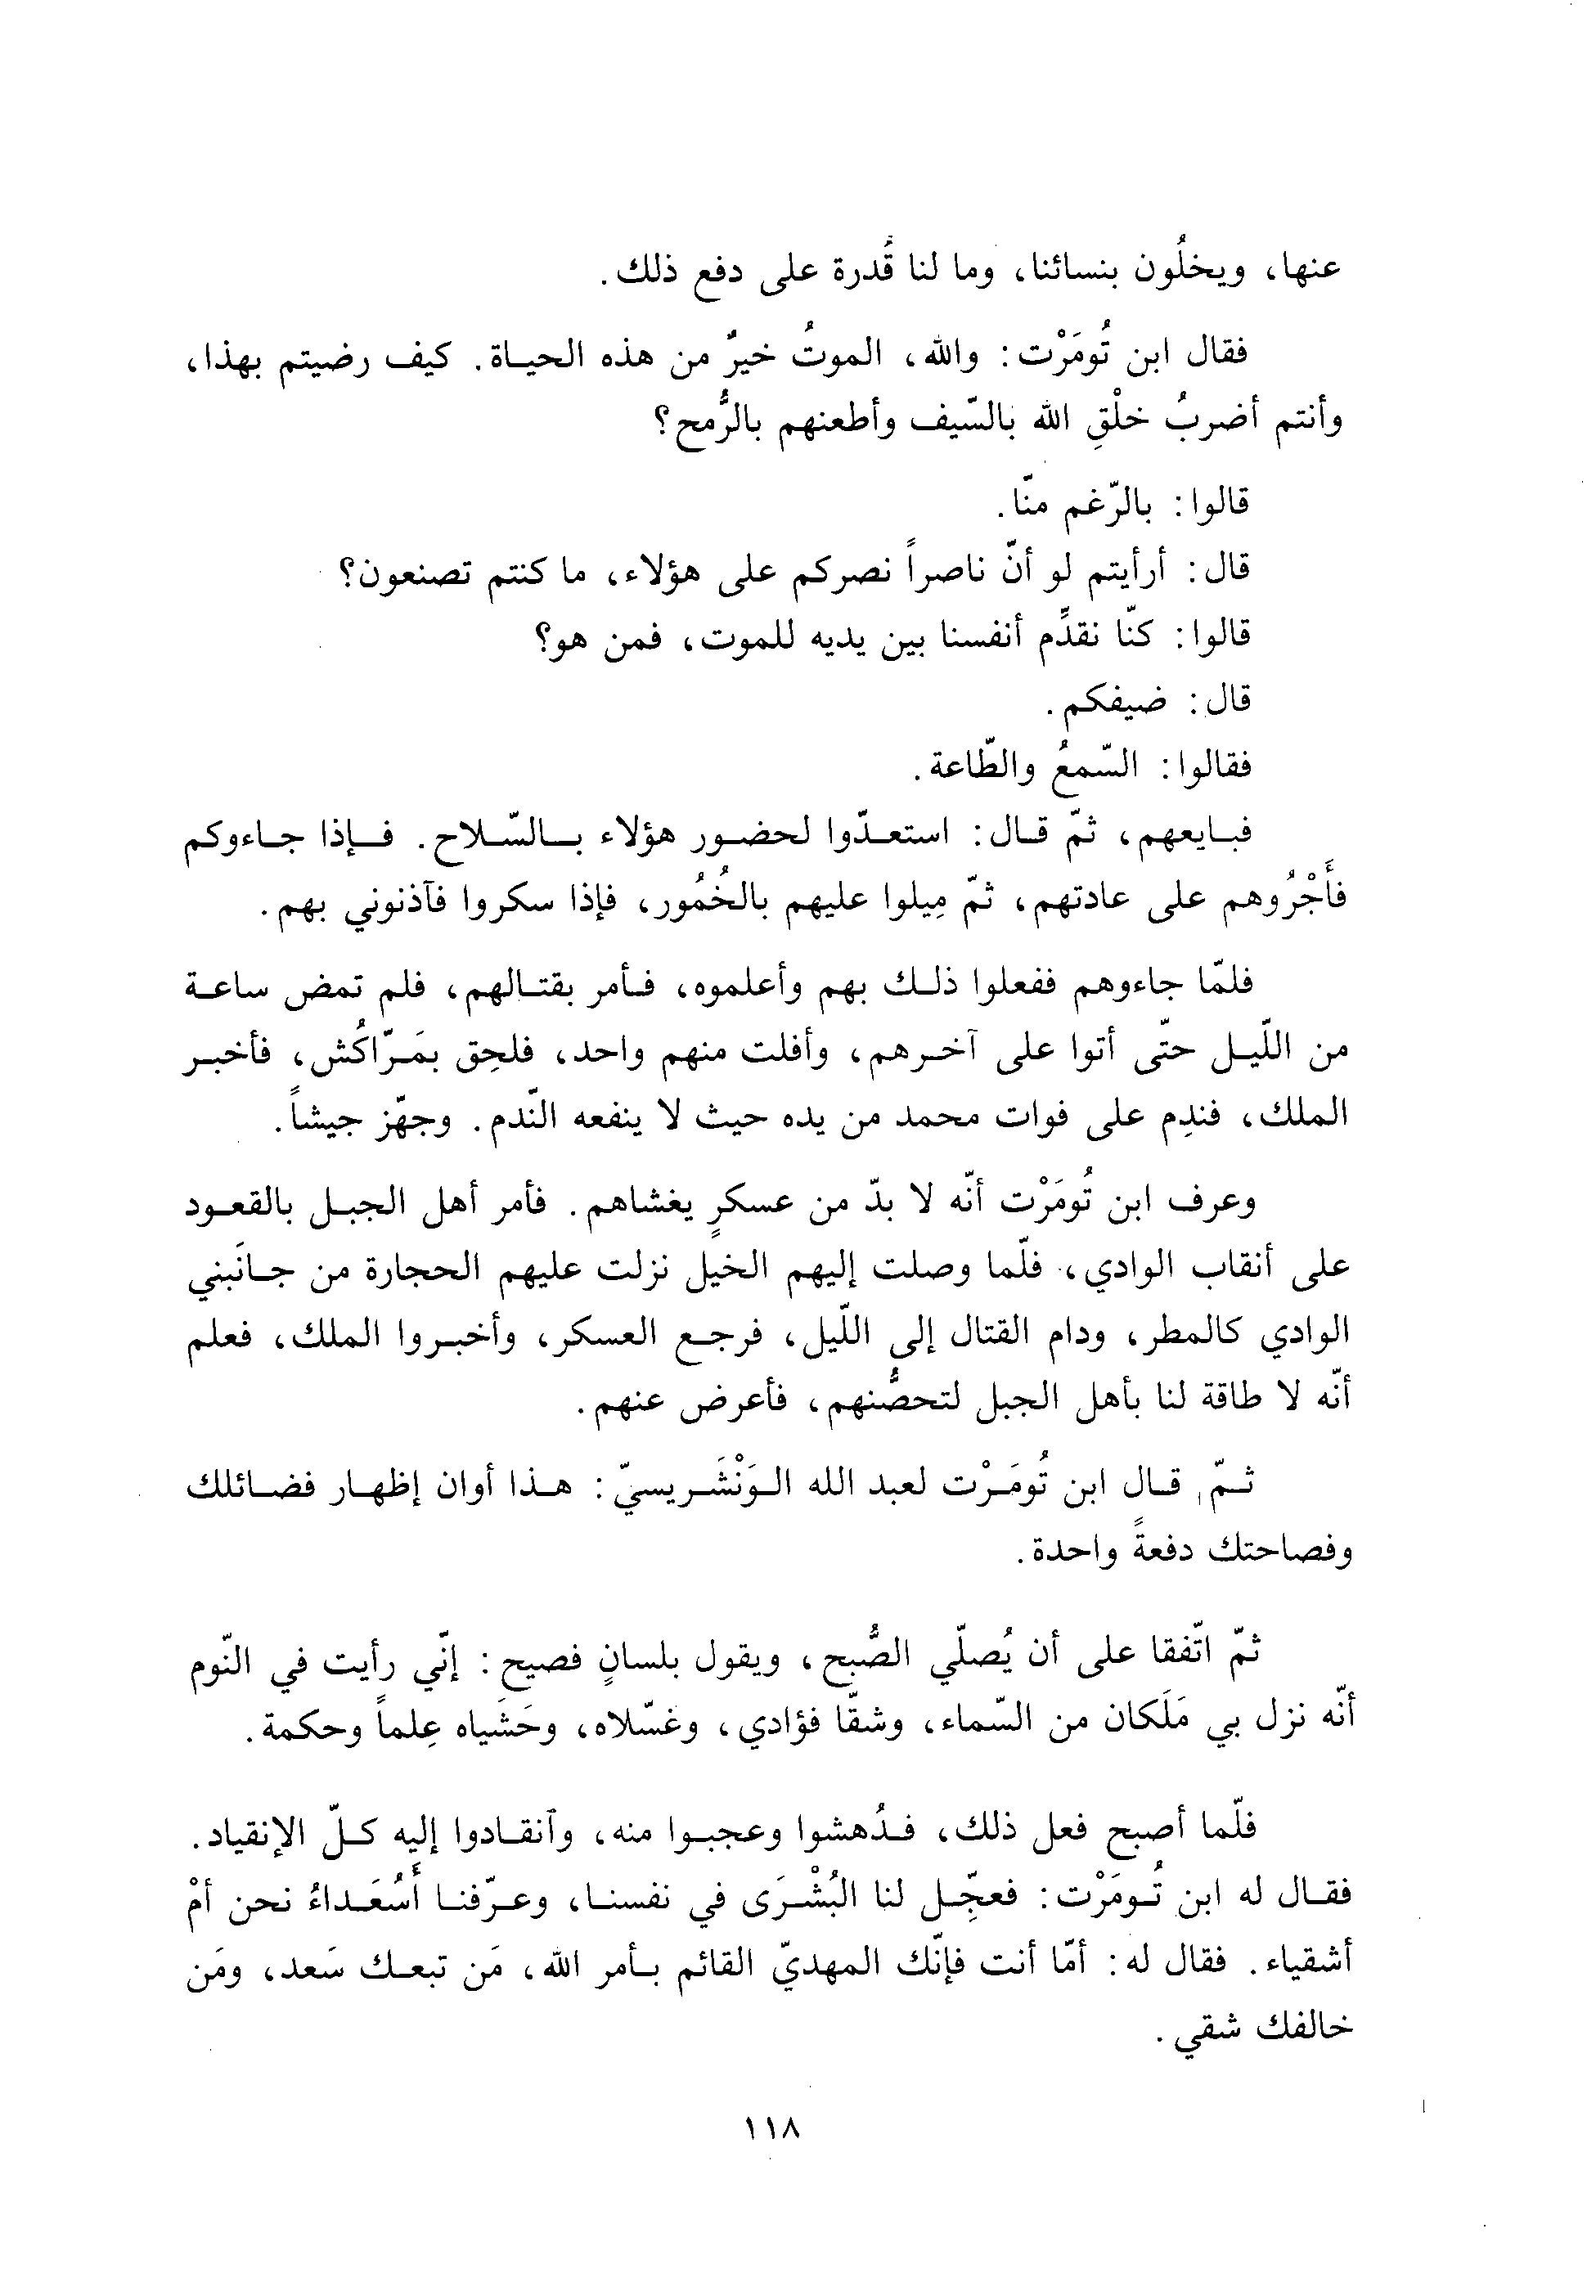 عنها، ويخلُون بنسائنا، وما لنا قُدرة على دفع ذلك.
فقال ابن تُومَرْت: والله، الموتُ خيرٌ من هذه الحياة. كيف رضيتم بهذا،
وأنتم أضربُ خلْقِ الله بالسّيف وأطعنهم بالرُّمح؟
قالوا: بالرّغم منّا.
قال: أرأيتم لو أنّ ناصراً نصركم على هؤلاء، ما كنتم تصنعون؟
قالوا: كنّا نقدِّم أنفسنا بين يديه للموت، فمن هو؟
قال: ضيفكم.
فقالوا: السّمعُ والطّاعة.
فبايعهم، ثمّ قال: استعدّوا لحضور هؤلاء بالسّلاح. فإذا جاءوكم
فأَجْرُوهم على عادتهم، ثمّ مِيلوا عليهم بالخُمُور، فإذا سكروا فآذنوني بهم.
فلمّا جاءوهم ففعلوا ذلك بهم وأعلموه، فأمر بقتالهم، فلم تمض ساعة
من اللّيل حتّى أتوا على آخرهم، وأفلت منهم واحد، فلحِق بمَرّاكُش، فأخبر
الملك، فندِم على فوات محمد من يده حيث لا ينفعه النّدم. وجهّز جيشاً.
وعرف ابن تُومَرْت أنّه لا بدّ من عسكرٍ يغشاهم. فأمر أهل الجبل بالقعود
على أنقاب الوادي، فلّما وصلت إليهم الخيل نزلت عليهم الحجارة من جانَبني
الوادي كالمطر، ودام القتال إلى اللّيل، فرجع العسكر، وأخبروا الملك، فعلم
أنّه لا طاقة لنا بأهل الجبل لتحصُّنهم، فأعرض عنهم.
ثمّ قال ابن تُومَرْت لعبد الله الوَنْشَريسيّ: هذا أوان إظهار فضائلك
وفصاحتك دفعةً واحدة.
ثمّ اتّفقا على أن يُصلّي الصُّبح، ويقول بلسانٍ فصيح: إنّي رأيت في النّوم
أنّه نزل بي مَلَكان من السّماء، وشقّا فؤادي، وغسّلاه، وحَشَياه عِلماً وحكمة.
فلّما أصبح فعل ذلك، فدُهشوا وعجبوا منه، وآنقادوا إليه كلّ الإنقياد.
فقال له ابن تُومَرْت: فعجِّل لنا البُشْرَى في نفسنا، وعرّفنا أَسُعَداءُ نحن أمْ
أشقياء. فقال له: أمّا أنت فإنّك المهديّ القائم بأمر الله، مَن تبعك سَعد، ومَن
خالفك شقي.
١١٨